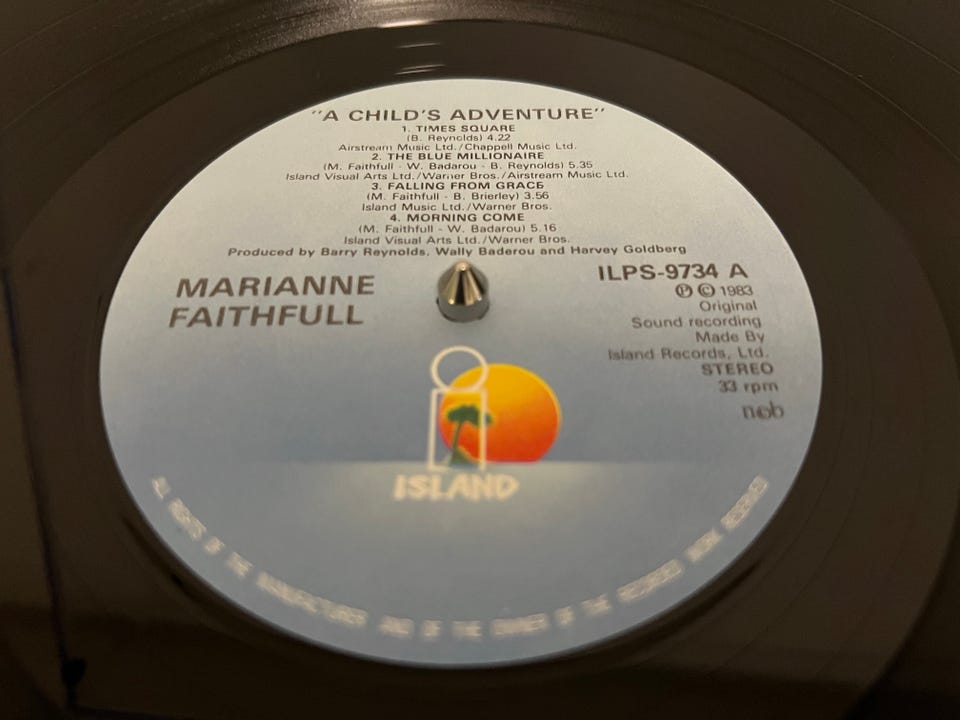 "A CHILD'S ADVENTURE"
1. TIMES SQUARE
(B. Reynolds) 4.22
Airstream Music Ltd./Chappell Music Ltd.
2. THE BLUE MILLIONAIRE
(M. Faithfull - W. Badarou - B. Reynolds) 5.35
Island Visual Arts Ltd./Warner Bros./Airstream Music Ltd.
3. FALLING FROM GRACE
(M. Faithfull - B. Brierley) 3.56
Island Music Ltd./Warner Bros.
4. MORNING COME
(M. Faithfull - W. Badarou) 5.16
Island Visual Arts Ltd./Warner Bros.
Produced by Barry Reynolds, Wally Baderou and Harvey Goldberg
MARIANNE
FAITHFULL
ILPS-9734 A
Ⓟ © 1983
Original
Sound recording
Made By
Island Records, Ltd.
STEREO
33 rpm
ncb
ISLAND
ALL RIGHTS OF THE MANUFACTURER AND OF THE OWNER OF THE RECORDED WORK RESERVED